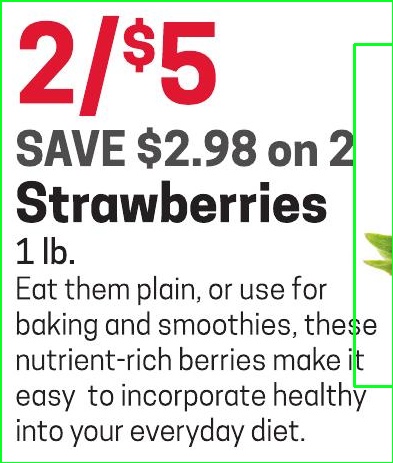 2/$5
SAVE $2.98 on 2
Strawberries
1 lb.
Eat them plain, or use for
baking and smoothies, these
nutrient-rich berries make it
easy  to incorporate healthy
into your everyday diet.